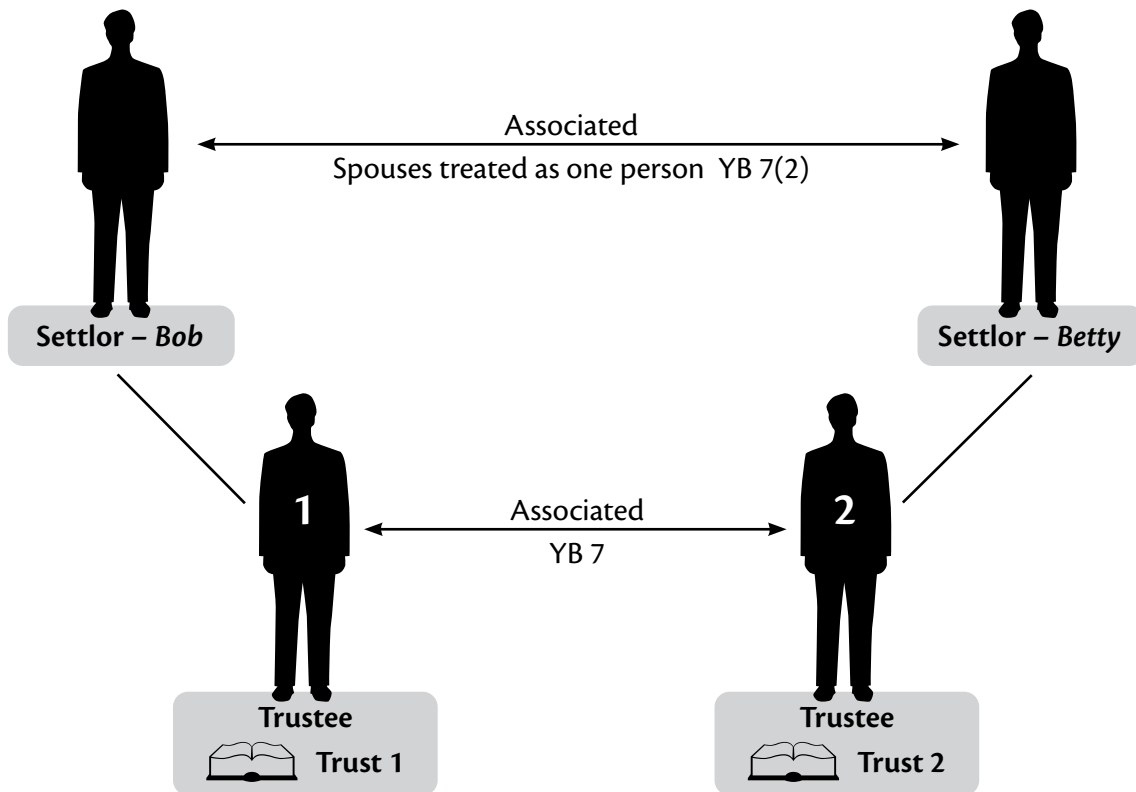 Associated
Spouses treated as one person YB 7(2)
Settlor – Bob
Settlor – Betty
1
2
Associated
YB 7
Trustee
Trust 1
Trustee
Trust 2